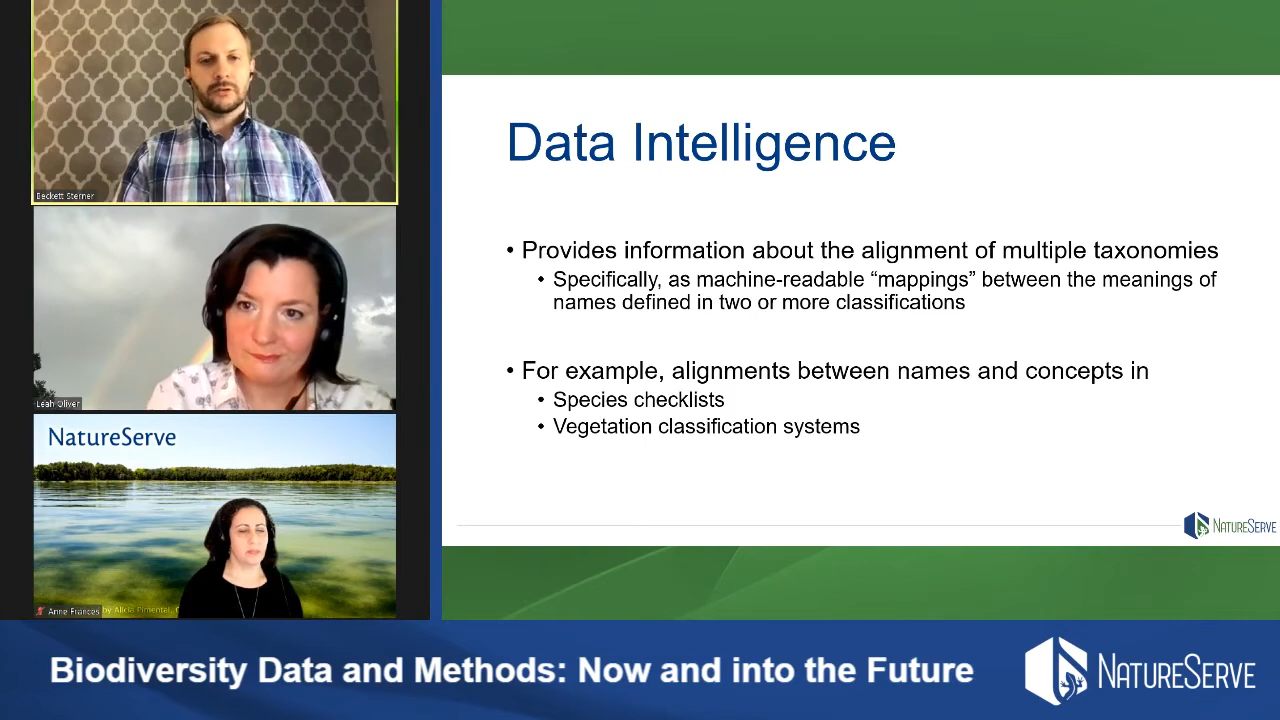 Beckett Sterner
Leah Oliver
NatureServe
Anne Frances
by Alicia Pimental,
Data Intelligence
• Provides information about the alignment of multiple taxonomies
• Specifically, as machine-readable “mappings” between the meanings of
names defined in two or more classifications
• For example, alignments between names and concepts in
• Species checklists
• Vegetation classification systems
NATURESERVE
Biodiversity Data and Methods: Now and into the Future
NATURESERVE